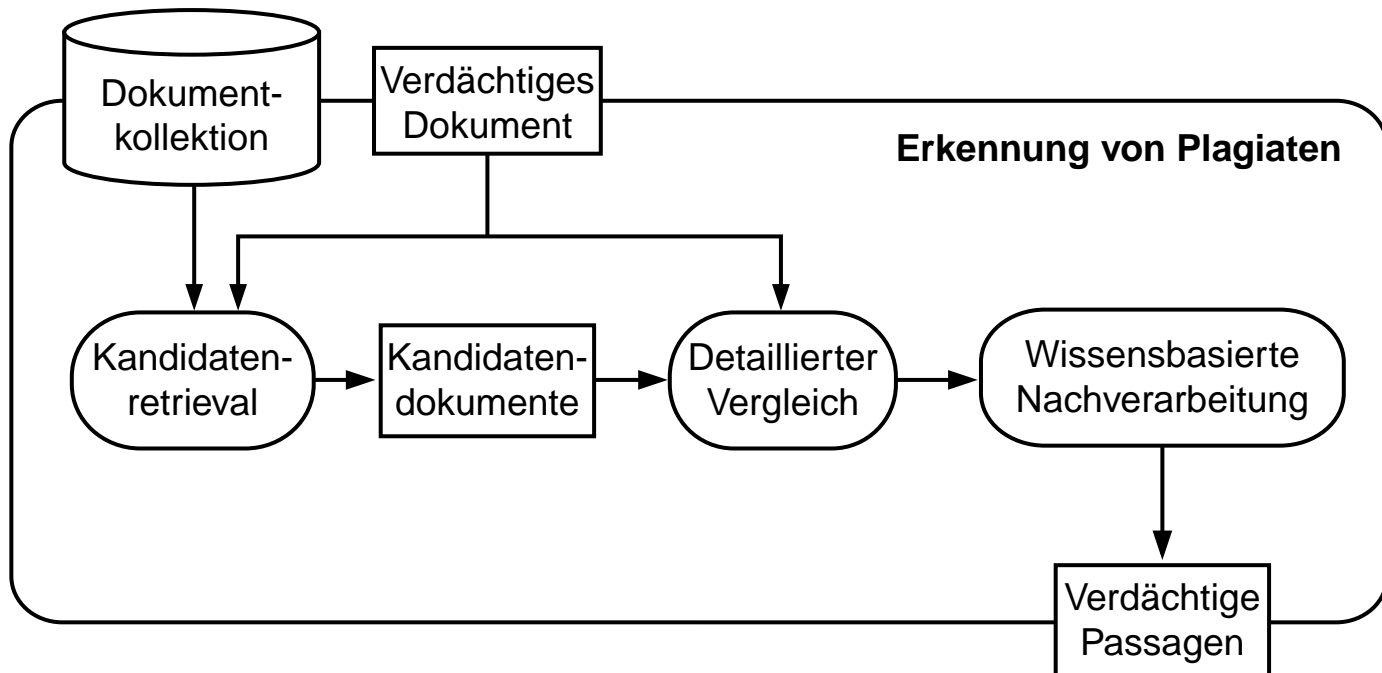 Dokument-
kollektion
Verdächtiges
Dokument
Erkennung von Plagiaten
Kandidaten-
retrieval
Kandidaten-
dokumente
Detaillierter
Vergleich
Wissensbasierte
Nachverarbeitung
Verdächtige
Passagen